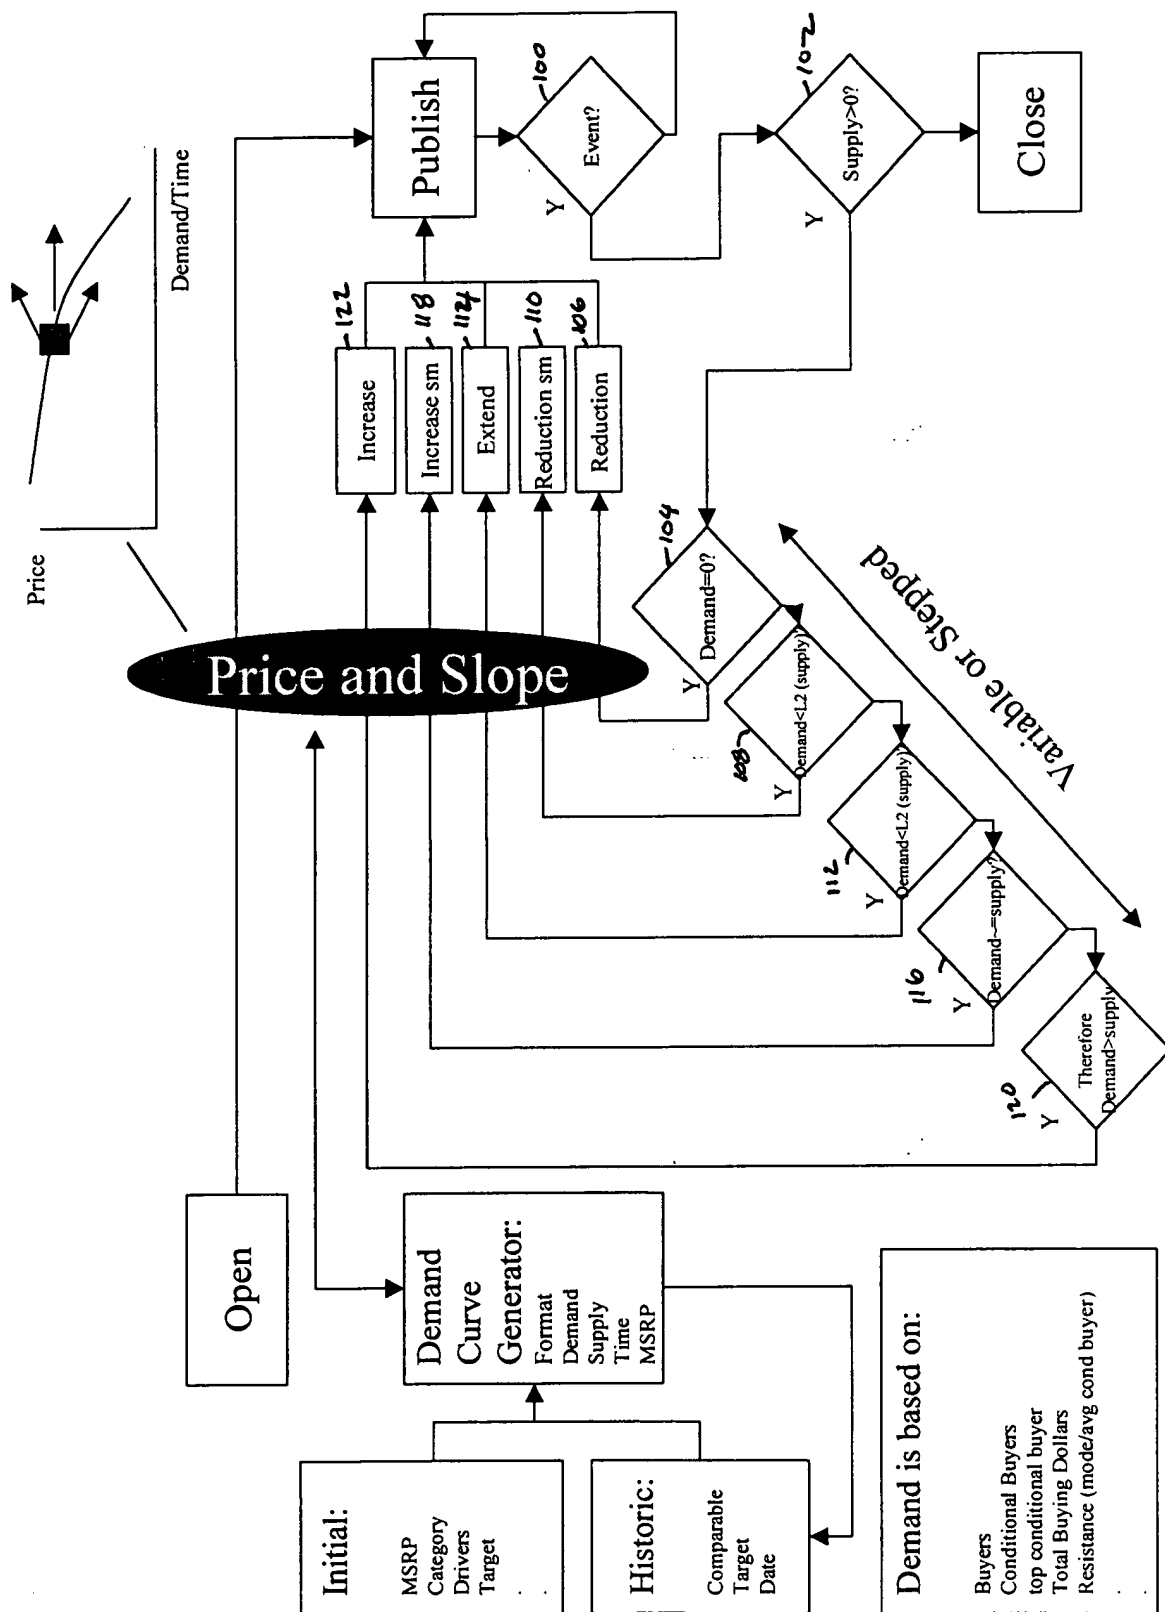 Price
Demand/Time
Open
Price and Slope
Publish
100
Event?
Y
102
Supply>0?
Y
Close
122
Increase
118
Increase sm
114
Extend
110
Reduction sm
106
Reduction
104
Demand=0?
Y
108
Demand<L2 (supply)?
Y
112
Demand<L2 (supply)
Y
116
Demand~=supply?
Y
120
Therefore
Demand>supply
Y
Variable or Stepped
Initial:
MSRP
Category
Drivers
Target
.
.
Historic:
Comparable
Target
Date
Demand
Curve
Generator:
Format
Demand
Supply
Time
MSRP
Demand is based on:
Buyers
Conditional Buyers
top conditional buyer
Total Buying Dollars
Resistance (mode/avg cond buyer)
.
.